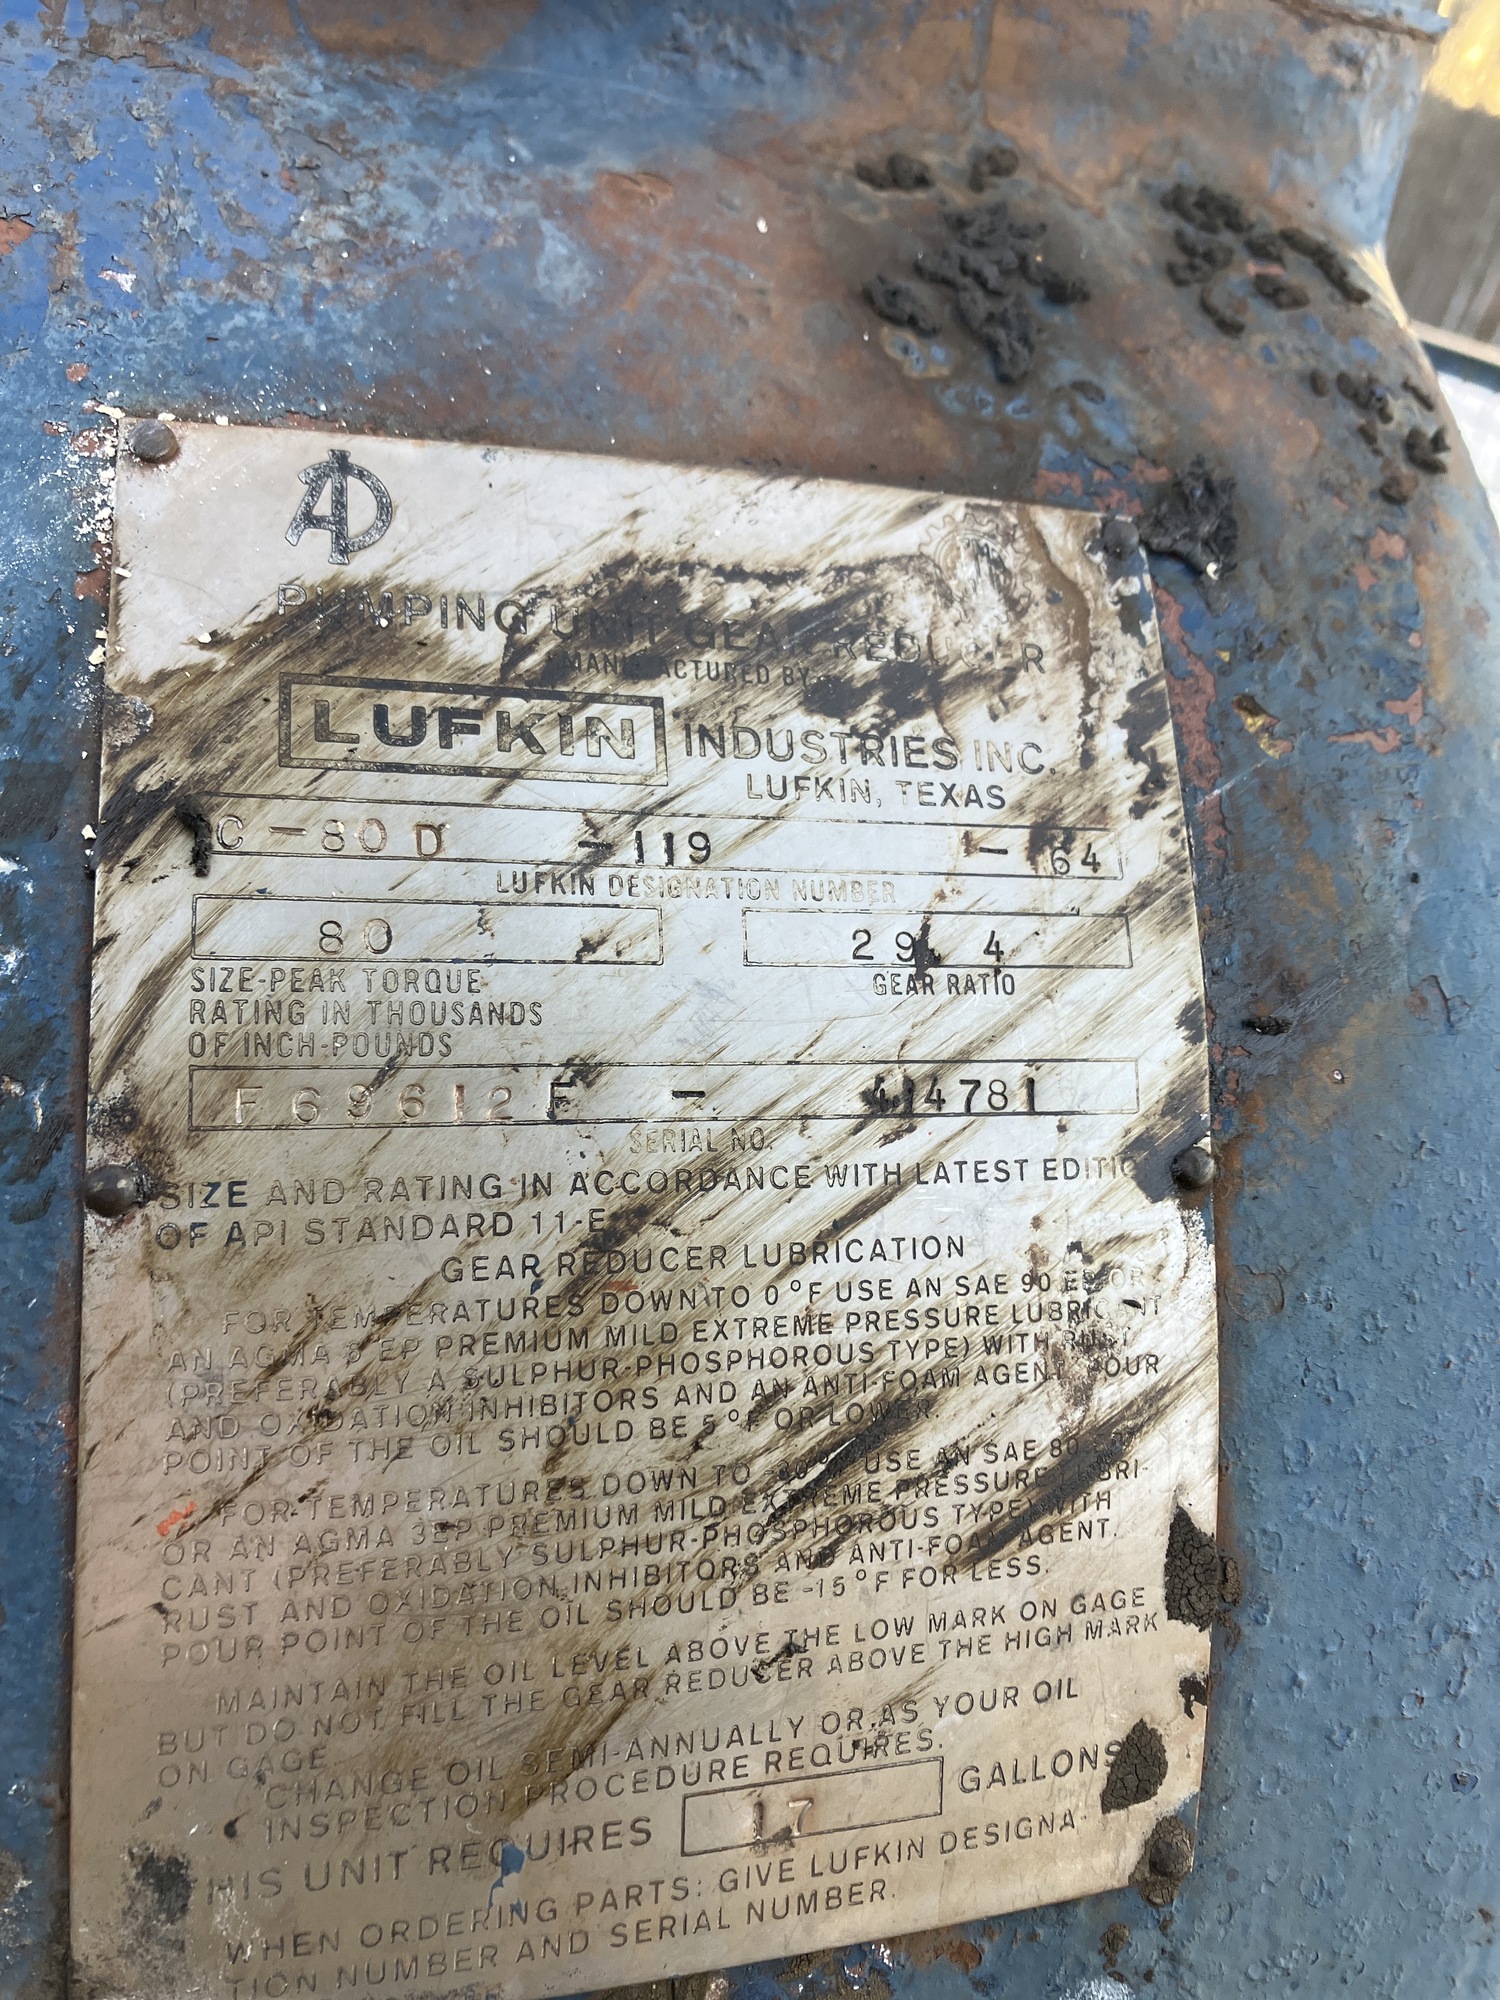 API
PUMPING UNIT GEAR REDUCER
MANUFACTURED BY
LUFKIN INDUSTRIES INC.
LUFKIN, TEXAS
C - 80 D - 119 - 64
LUFKIN DESIGNATION NUMBER
80 29. 4
SIZE-PEAK TORQUE GEAR RATIO
RATING IN THOUSANDS
OF INCH-POUNDS
F69612F - 414781
SERIAL NO.
SIZE AND RATING IN ACCORDANCE WITH LATEST EDITIO
OF API STANDARD 11-E
GEAR REDUCER LUBRICATION
FOR TEMPERATURES DOWN TO 0°F USE AN SAE 90 EP OR
AN AGMA EP PREMIUM MILD EXTREME PRESSURE LUBRICANT
(PREFERABLY A SULPHUR-PHOSPHOROUS TYPE) WITH RUST
AND OXIDATION INHIBITORS AND AN ANTI-FOAM AGENT. POUR
POINT OF THE OIL SHOULD BE 5°F OR LOWER.
FOR TEMPERATURES DOWN TO -30°F USE AN SAE 80
OR AN AGMA 3EP PREMIUM MILD EXTREME PRESSURE LUBRI-
CANT (PREFERABLY SULPHUR-PHOSPHOROUS TYPE) WITH
RUST AND OXIDATION INHIBITORS AND ANTI-FOAM AGENT.
POUR POINT OF THE OIL SHOULD BE -15°F FOR LESS.
MAINTAIN THE OIL LEVEL ABOVE THE LOW MARK ON GAGE
BUT DO NOT FILL THE GEAR REDUCER ABOVE THE HIGH MARK
ON GAGE
CHANGE OIL SEMI-ANNUALLY OR AS YOUR OIL
INSPECTION PROCEDURE REQUIRES.
HIS UNIT REQUIRES 17 GALLONS
WHEN ORDERING PARTS: GIVE LUFKIN DESIGNA-
TION NUMBER AND SERIAL NUMBER.